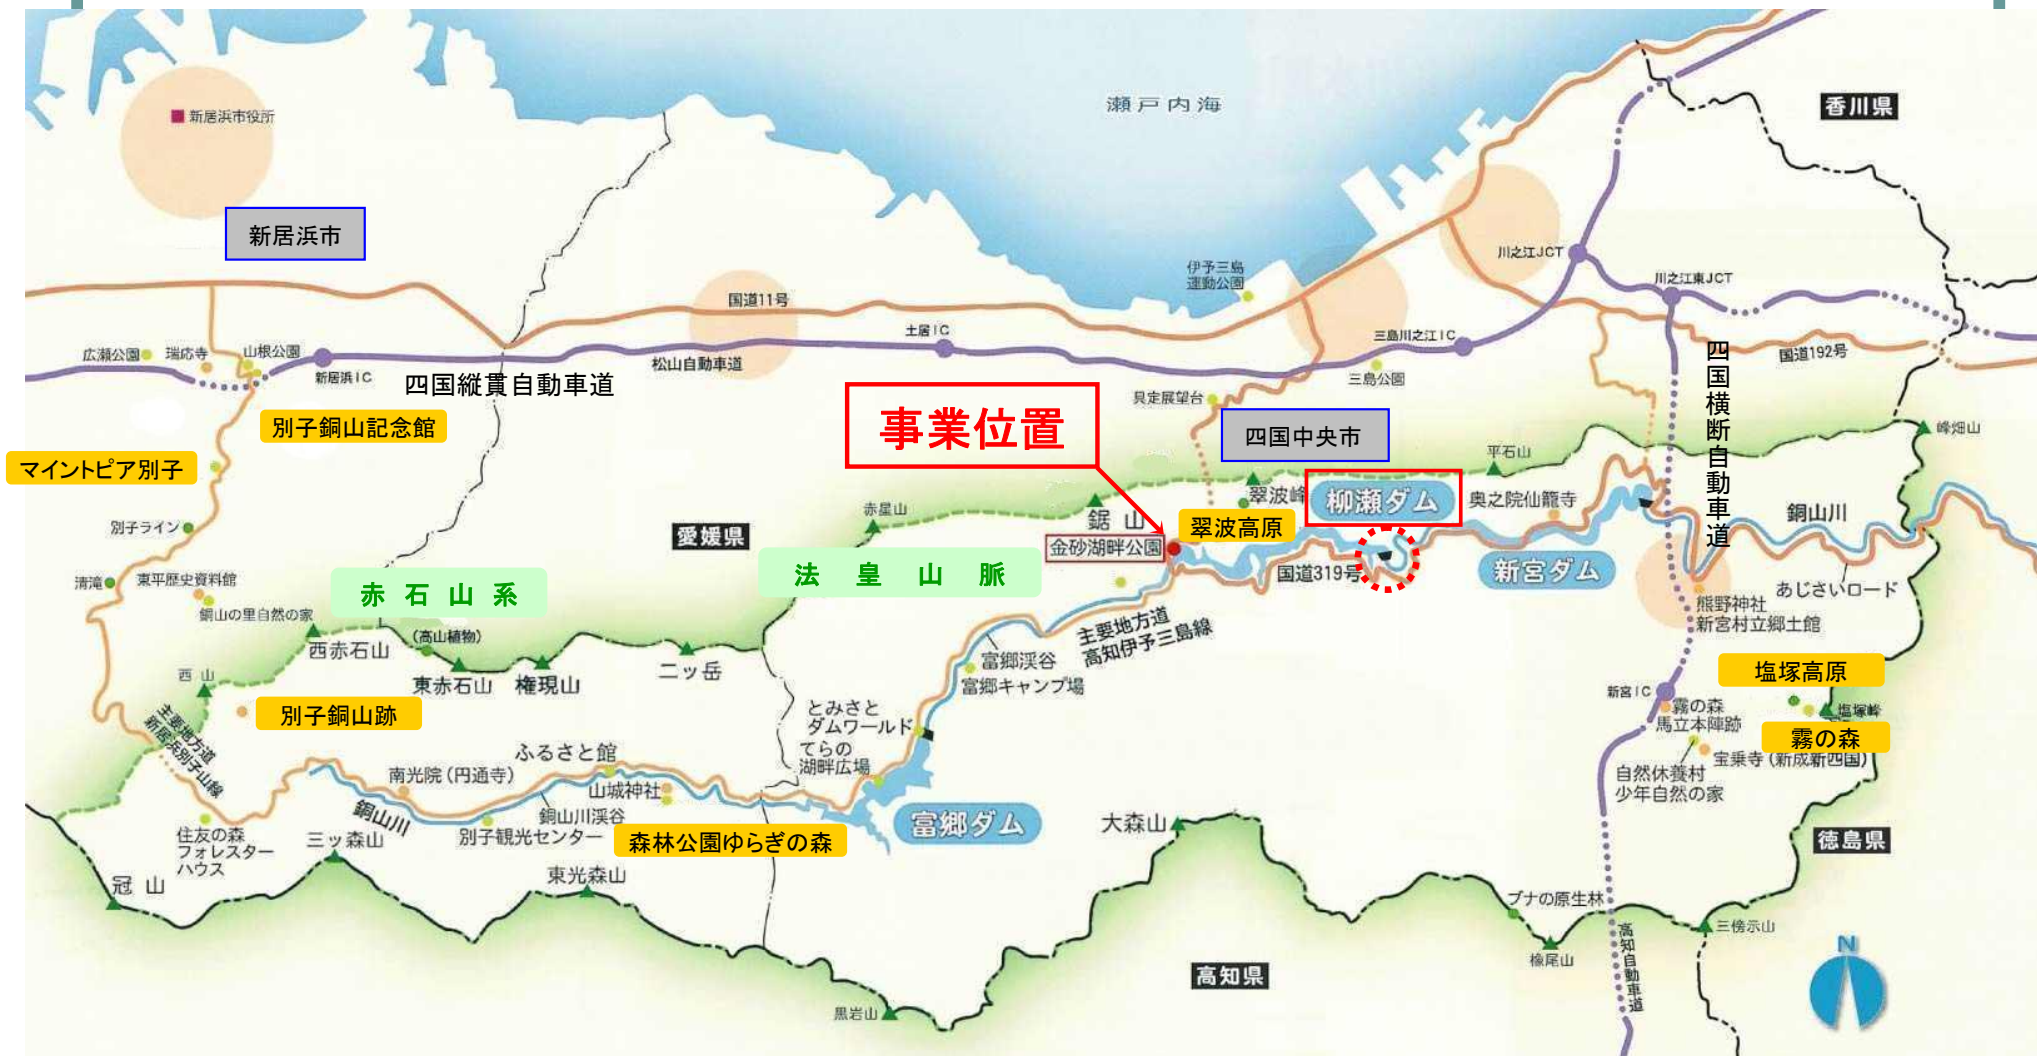 瀬戸内海
香川県
新居浜市役所
新居浜市
川之江JCT
川之江東JCT
伊予三島
運動公園
国道11号
土居IC
三島川之江IC
国道192号
広瀬公園
瑞応寺
山根公園
新居浜IC
四国縦貫自動車道
松山自動車道
三島公園
四国横断自動車道
具定展望台
事業位置
四国中央市
別子銅山記念館
峰畑山
マイントピア別子
平石山
翠波峰
柳瀬ダム
奥之院仙龍寺
別子ライン
赤星山
鋸山
翠波高原
銅山川
愛媛県
金砂湖畔公園
国道319号
新宮ダム
法皇山脈
清滝
東平歴史資料館
銅山の里自然の家
赤石山系
あじさいロード
熊野神社
新宮村立郷土館
主要地方道
高知伊予三島線
西赤石山
(高山植物)
東赤石山
権現山
二ッ岳
富郷渓谷
富郷キャンプ場
塩塚高原
西山
別子銅山跡
主要地方道
新居浜別子山線
とみさと
ダムワールド
てらの
湖畔広場
新宮IC
霧の森
馬立本陣跡
塩塚峰
霧の森
宝乗寺(新成新四国)
自然休養村
少年自然の家
ふるさと館
南光院(円通寺)
山城神社
銅山川
銅山川渓谷
別子観光センター
森林公園ゆらぎの森
富郷ダム
大森山
徳島県
住友の森
フォレスター
ハウス
三ッ森山
冠山
東光森山
ブナの原生林
三傍示山
橡尾山
高知自動車道
高知県
黒岩山
N